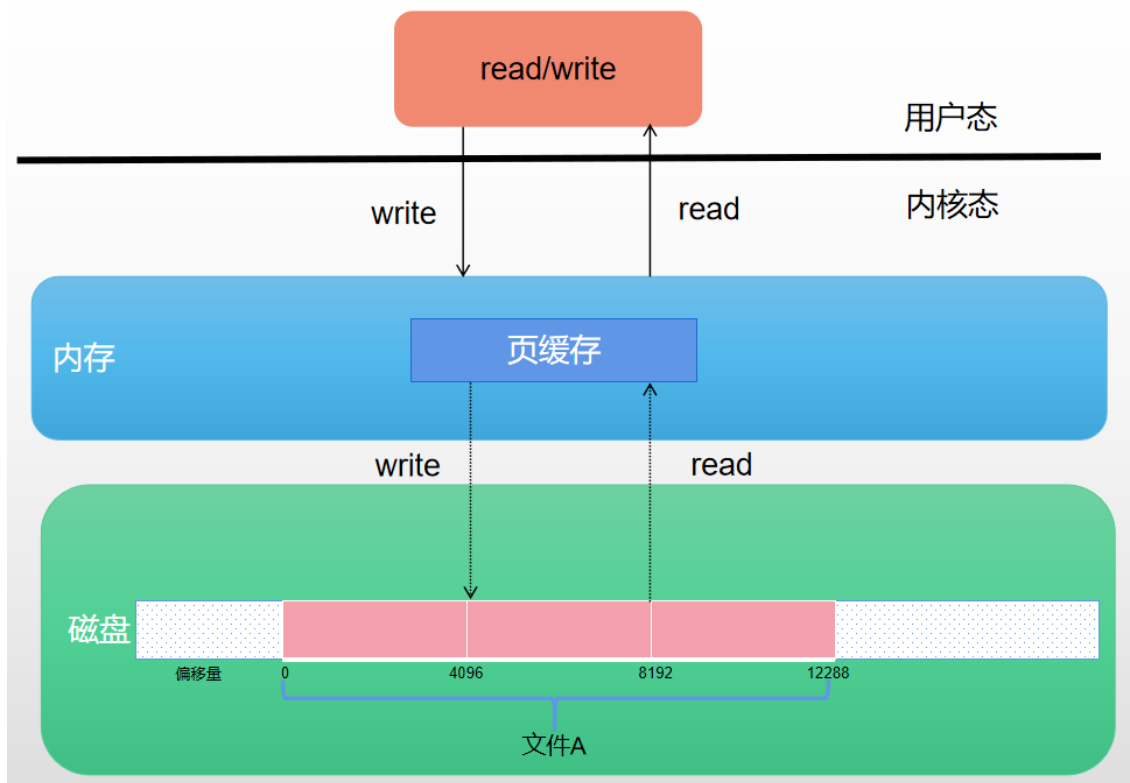 read/write
用户态
内核态
write
read
内存
页缓存
write
read
磁盘
偏移量
0
4096
8192
12288
文件A